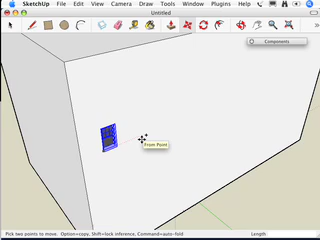 SketchUp File Edit View Camera Draw Tools Window Plugins Help
Untitled
Components
From Point
Pick two points to move. Option=copy, Shift=lock inference, Command=auto-fold Length